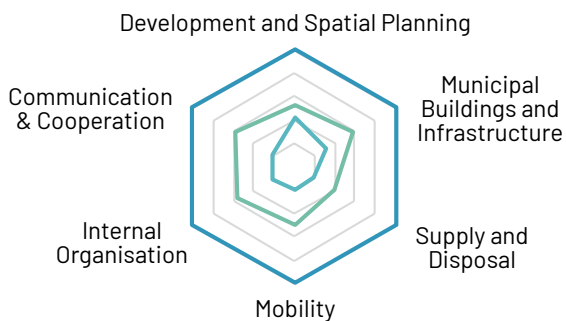 Development and Spatial Planning
Communication
& Cooperation
Municipal
Buildings and
Infrastructure
Internal
Organisation
Supply and
Disposal
Mobility